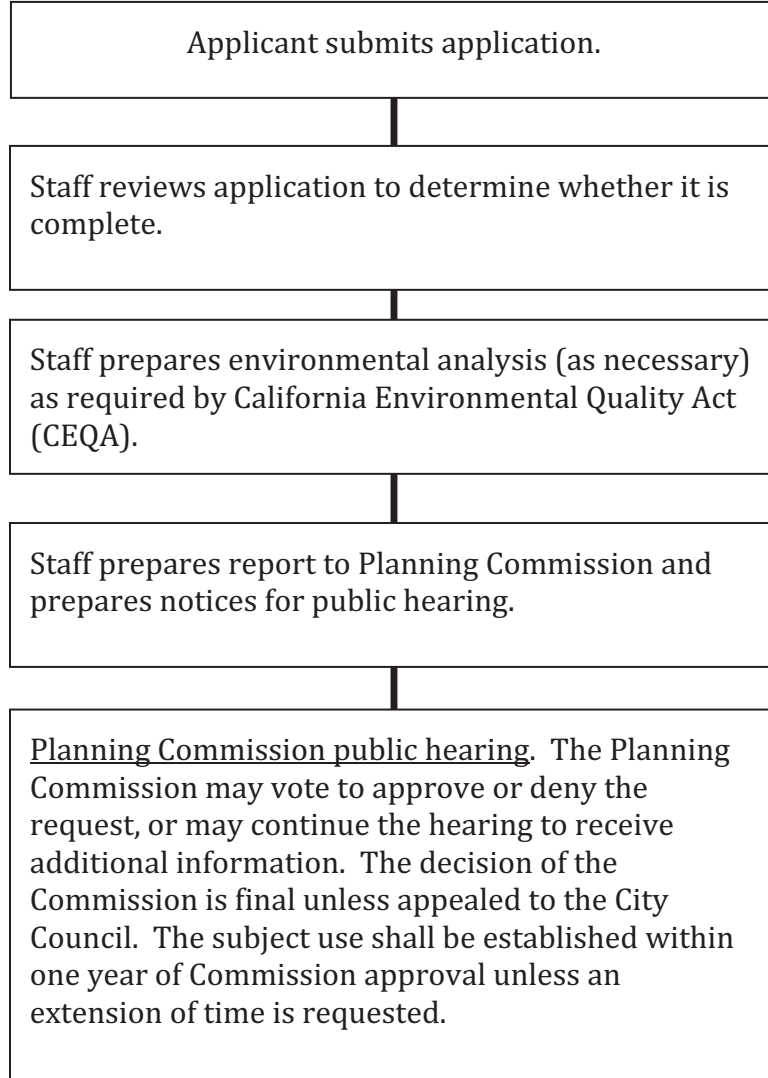 Applicant submits application.
Staff reviews application to determine whether it is
complete.
Staff prepares environmental analysis (as necessary)
as required by California Environmental Quality Act
(CEQA).
Staff prepares report to Planning Commission and
prepares notices for public hearing.
Planning Commission public hearing.  The Planning
Commission may vote to approve or deny the
request, or may continue the hearing to receive
additional information.  The decision of the
Commission is final unless appealed to the City
Council.  The subject use shall be established within
one year of Commission approval unless an
extension of time is requested.